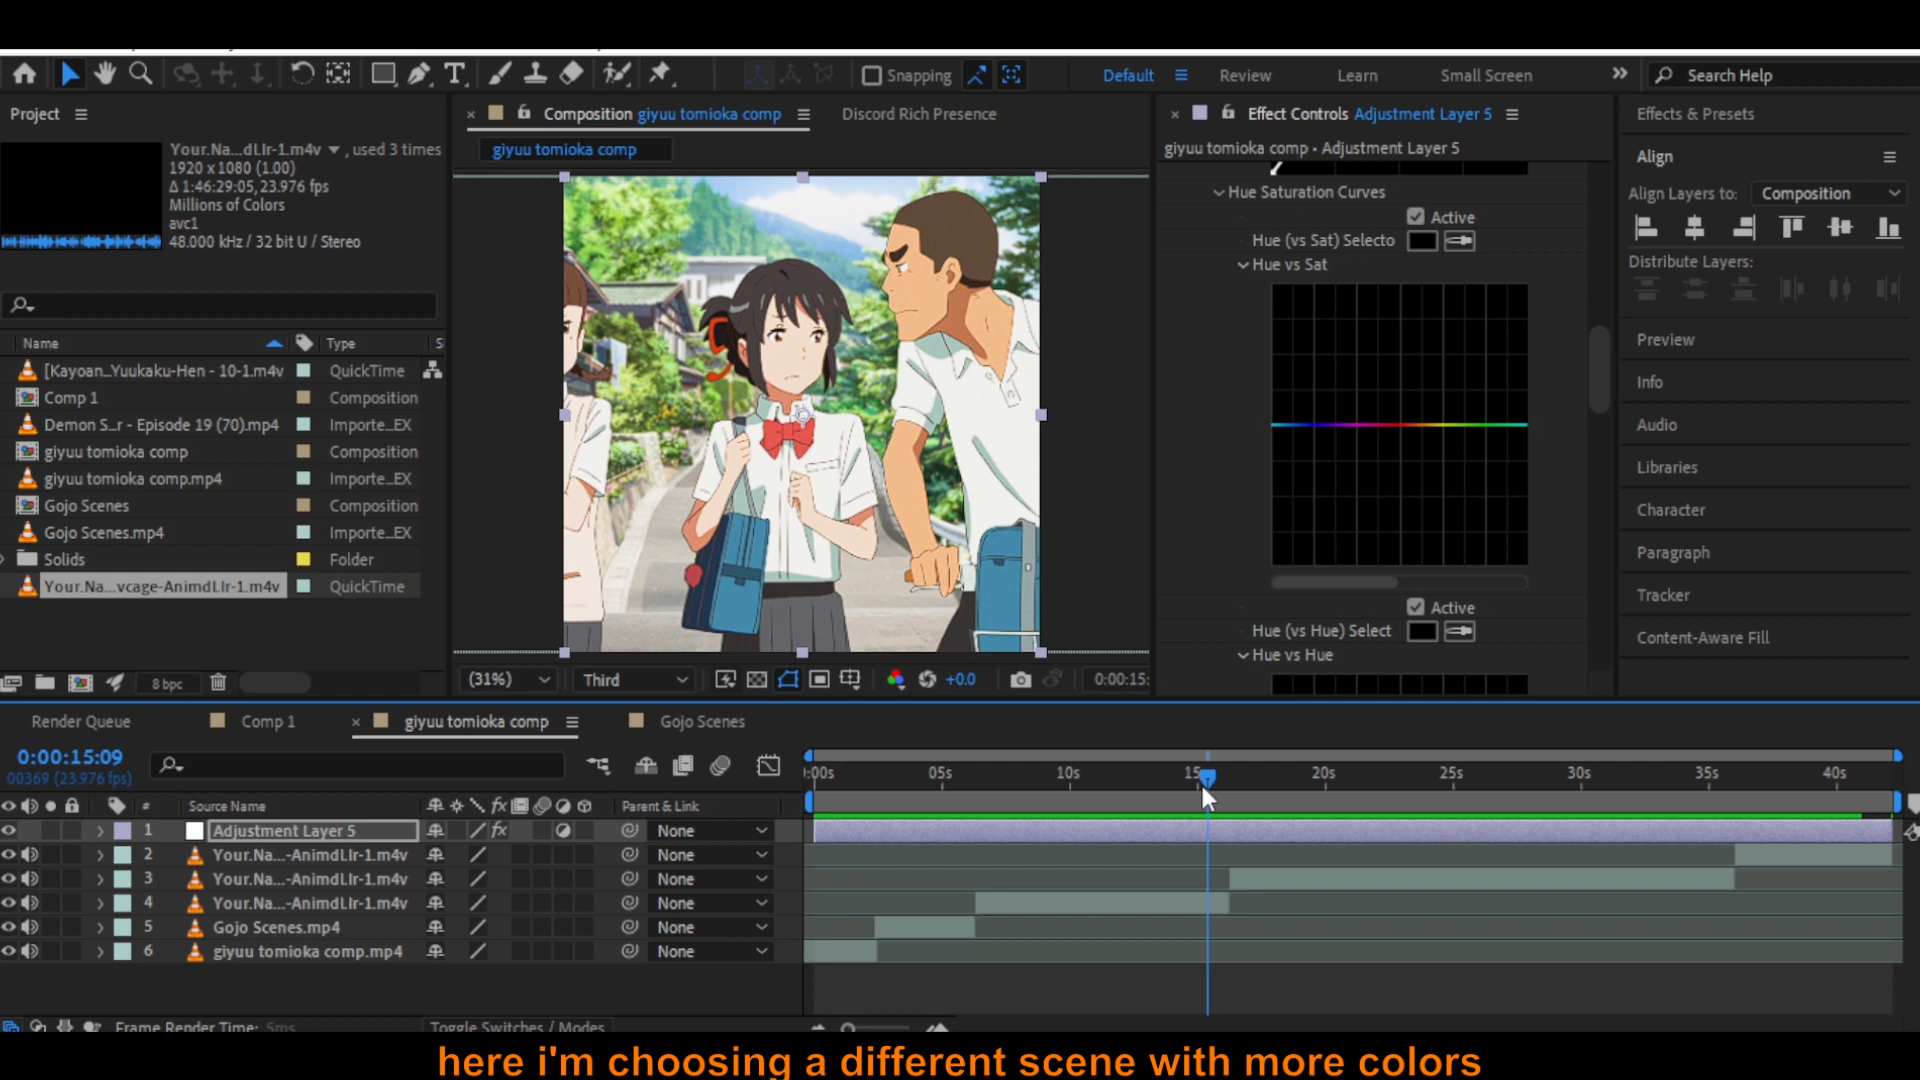 Snapping
Default
Review
Learn
Small Screen
Search Help
Project
Your.Na...dLIr-1.m4v , used 3 times
1920 x 1080 (1.00)
Δ 1:46:29:05, 23.976 fps
Millions of Colors
avc1
48.000 kHz / 32 bit U / Stereo
Name
Type
S
[Kayoan_.Yuukaku-Hen - 10-1.m4v QuickTime
Comp 1 Composition
Demon S...r - Episode 19 (70).mp4 Importe...EX
giyuu tomioka comp Composition
giyuu tomioka comp.mp4 Importe...EX
Gojo Scenes Composition
Gojo Scenes.mp4 Importe...EX
Solids Folder
Your.Na...vcage-AnimdLIr-1.m4v QuickTime
8 bpc
Composition giyuu tomioka comp
Discord Rich Presence
giyuu tomioka comp
(31%)
Third
+0.0
0:00:15:
Effect Controls Adjustment Layer 5
giyuu tomioka comp • Adjustment Layer 5
Hue Saturation Curves
Active
Hue (vs Sat) Selecto
Hue vs Sat
Active
Hue (vs Hue) Select
Hue vs Hue
Effects & Presets
Align
Align Layers to: Composition
Distribute Layers:
Preview
Info
Audio
Libraries
Character
Paragraph
Tracker
Content-Aware Fill
Render Queue
Comp 1
giyuu tomioka comp
Gojo Scenes
0:00:15:09
00369 (23.976 fps)
:00s 05s 10s 15 20s 25s 30s 35s 40s
# Source Name fx Parent & Link
1 Adjustment Layer 5 fx None
2 Your.Na...-AnimdLIr-1.m4v None
3 Your.Na...-AnimdLIr-1.m4v None
4 Your.Na...-AnimdLIr-1.m4v None
5 Gojo Scenes.mp4 None
6 giyuu tomioka comp.mp4 None
Frame Render Time: 5ms
Toggle Switches / Modes
here i'm choosing a different scene with more colors